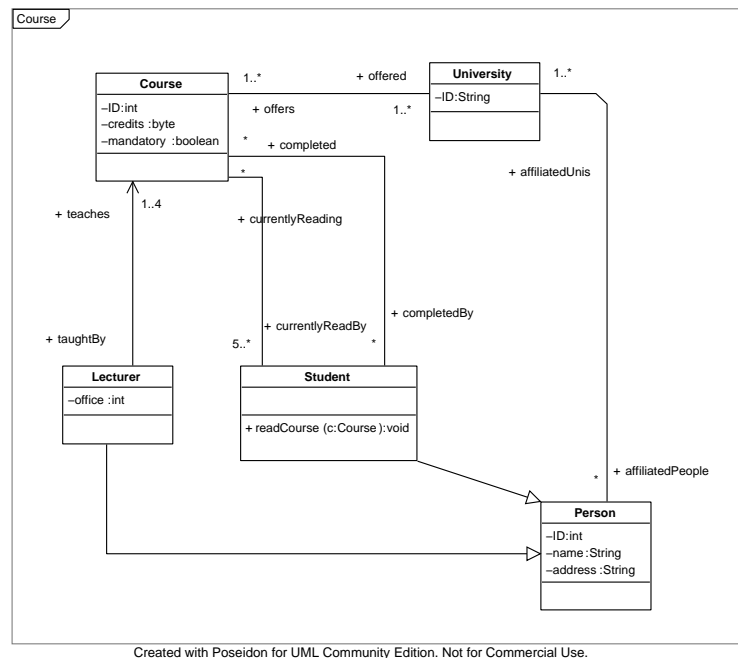 Course
Course
–ID:int
–credits :byte
–mandatory :boolean
1..*
+ offered
+ offers
1..*
University
–ID:String
1..*
*
+ completed
*
+ affiliatedUnis
1..4
+ teaches
+ currentlyReading
+ completedBy
+ currentlyReadBy
+ taughtBy
5..*
*
Lecturer
–office :int
Student
+ readCourse (c:Course):void
+ affiliatedPeople
*
Person
–ID:int
–name:String
–address :String
Created with Poseidon for UML Community Edition. Not for Commercial Use.